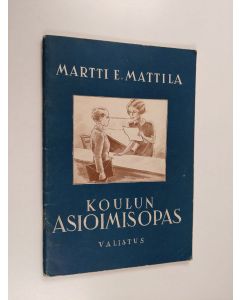 MARTTI E. MATTILA
KOULUN
ASIOIMISOPAS
VALISTUS